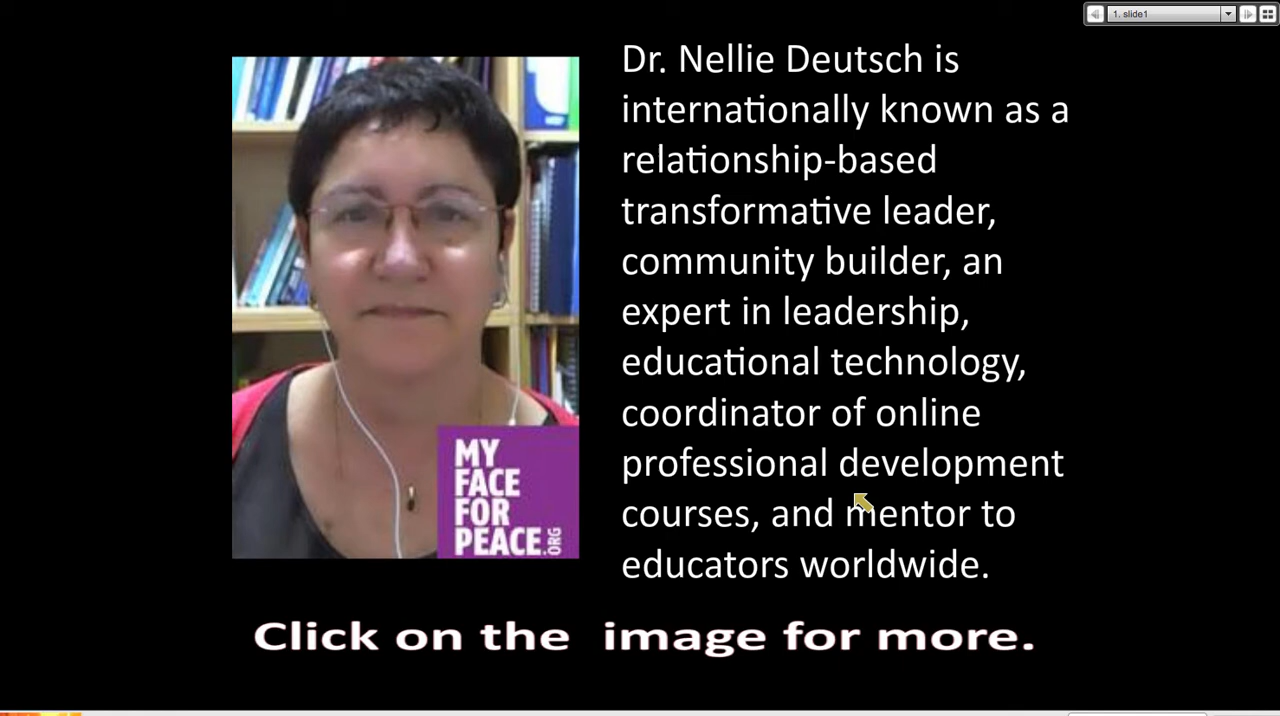 1. slide1
Dr. Nellie Deutsch is
internationally known as a
relationship-based
transformative leader,
community builder, an
expert in leadership,
educational technology,
coordinator of online
professional development
courses, and mentor to
educators worldwide.
MY
FACE
FOR
PEACE.ORG
Click on the image for more.